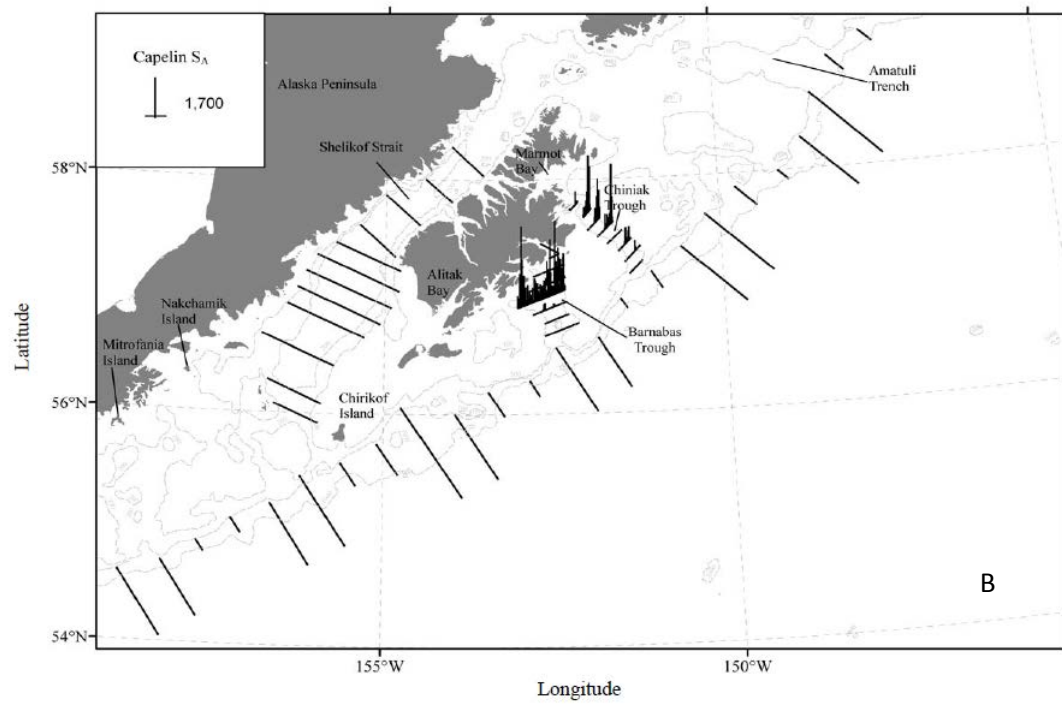 Capelin S_A
1,700
Alaska Peninsula
Amatuli
Trench
Shelikof Strait
Marmot
Bay
58°N
Chiniak
Trough
Alitak
Bay
Nakchamik
Island
Mitrofania
Island
Barnabas
Trough
Latitude
56°N
Chirikof
Island
B
54°N
155°W
150°W
Longitude